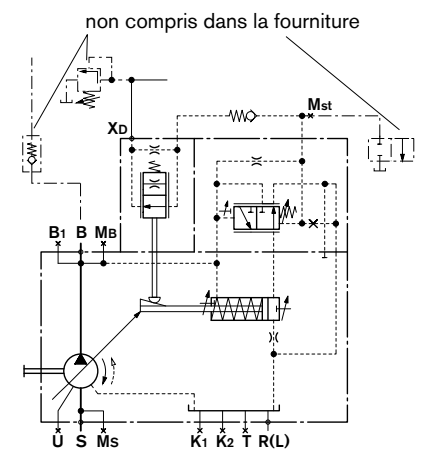 non compris dans la fourniture
XD
Mst
B1 B MB
U S MS K1 K2 T R(L)